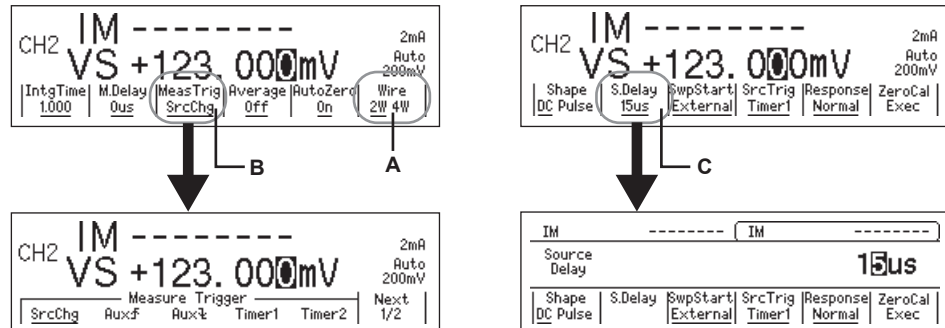 IM ---------
2mA
CH2
VS +123. 000mV
Auto
200mV
IntgTime M.Delay MeasTrig Average AutoZero Wire
1.000 0us SrcChg Off On 2W 4W
B
A
IM ---------
2mA
CH2
VS +123. 000mV
Auto
200mV
Measure Trigger
Next
SrcChg Aux⨍ Aux⨎ Timer1 Timer2 1/2
IM ---------
2mA
CH2
VS +123. 000mV
Auto
200mV
Shape S.Delay SwpStart SrcTrig Response ZeroCal
DC Pulse 15us External Timer1 Normal Exec
C
IM -------- IM --------
Source
Delay
15us
Shape S.Delay SwpStart SrcTrig Response ZeroCal
DC Pulse External Timer1 Normal Exec